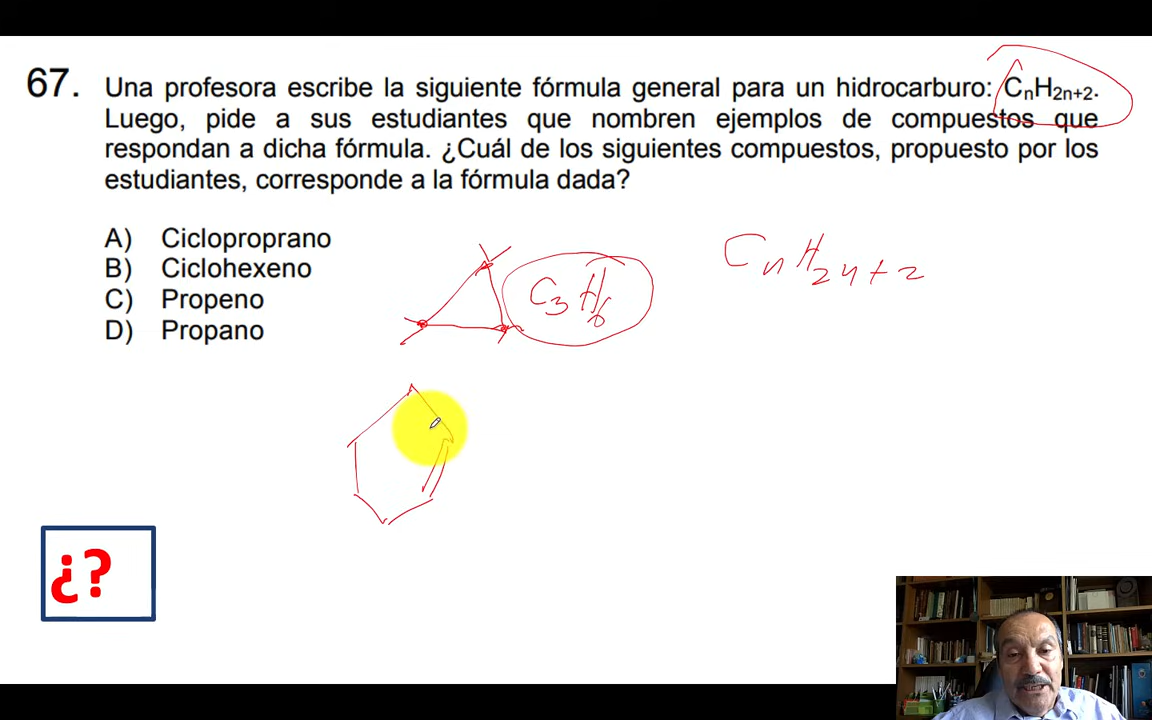 67. Una profesora escribe la siguiente fórmula general para un hidrocarburo: CnH2n+2.
Luego, pide a sus estudiantes que nombren ejemplos de compuestos que
respondan a dicha fórmula. ¿Cuál de los siguientes compuestos, propuesto por los
estudiantes, corresponde a la fórmula dada?
A) Cicloproprano
B) Ciclohexeno
C) Propeno
D) Propano
CnH2n+2
C3H6
¿?